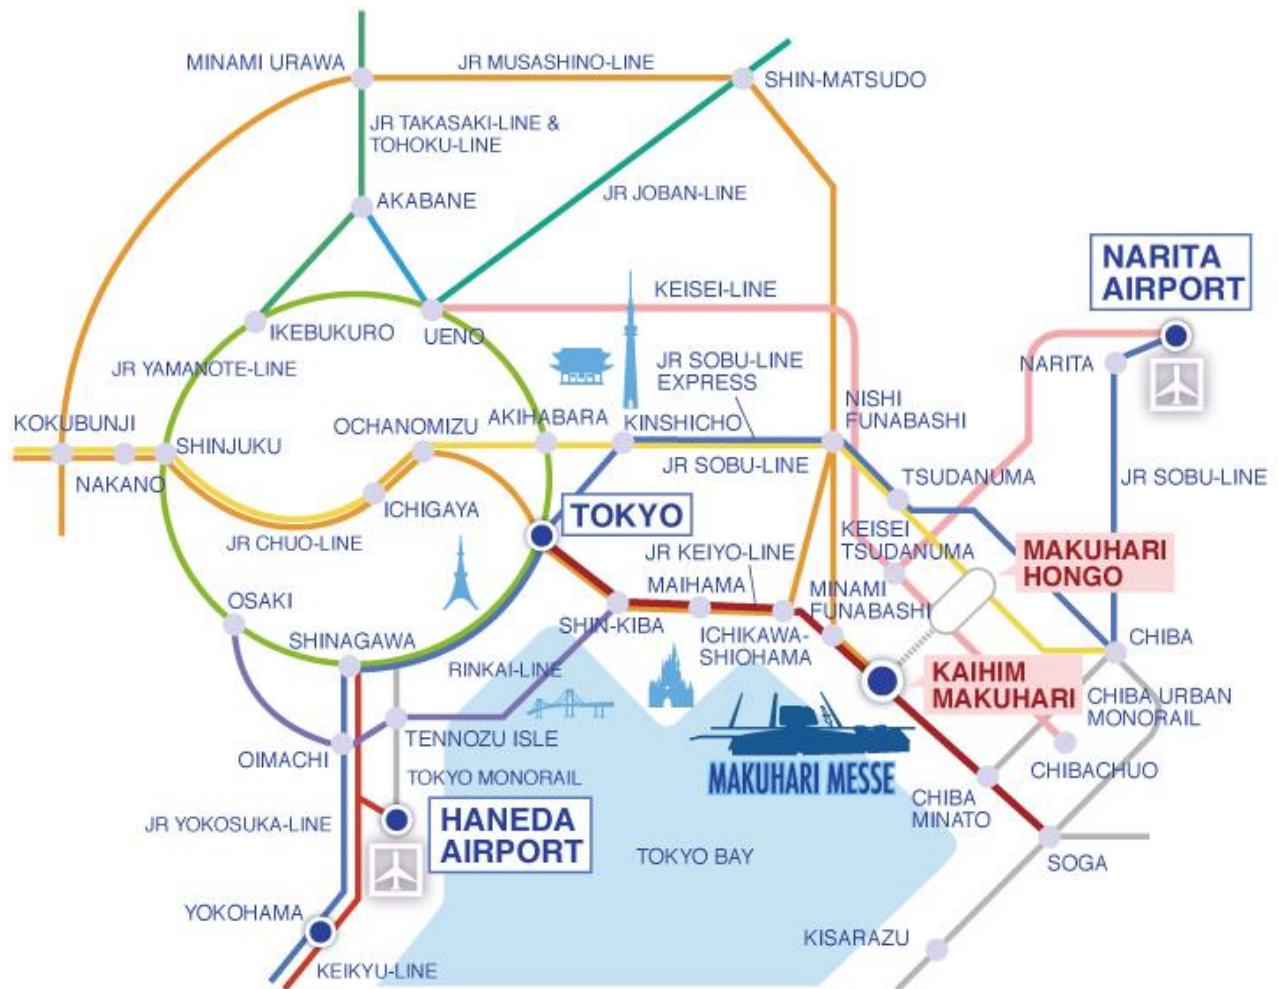 MINAMI URAWA
JR MUSASHINO-LINE
SHIN-MATSUDO
JR TAKASAKI-LINE &
TOHOKU-LINE
AKABANE
JR JOBAN-LINE
NARITA
AIRPORT
KEISEI-LINE
IKEBUKURO
UENO
JR YAMANOTE-LINE
JR SOBU-LINE
EXPRESS
NARITA
KOKUBUNJI
SHINJUKU
OCHANOMIZU
AKIHABARA
KINSHICHO
NISHI
FUNABASHI
NAKANO
ICHIGAYA
JR SOBU-LINE
TSUDANUMA
JR SOBU-LINE
TOKYO
JR CHUO-LINE
KEISEI
TSUDANUMA
MAKUHARI
HONGO
JR KEIYO-LINE
MAIHAMA
MINAMI
FUNABASHI
OSAKI
SHINAGAWA
SHIN-KIBA
ICHIKAWA-
SHIOHAMA
CHIBA
RINKAI-LINE
KAIHIM
MAKUHARI
CHIBA URBAN
MONORAIL
OIMACHI
TENNOZU ISLE
TOKYO MONORAIL
MAKUHARI MESSE
CHIBACHUO
CHIBA
MINATO
JR YOKOSUKA-LINE
HANEDA
AIRPORT
TOKYO BAY
SOGA
YOKOHAMA
KISARAZU
KEIKYU-LINE